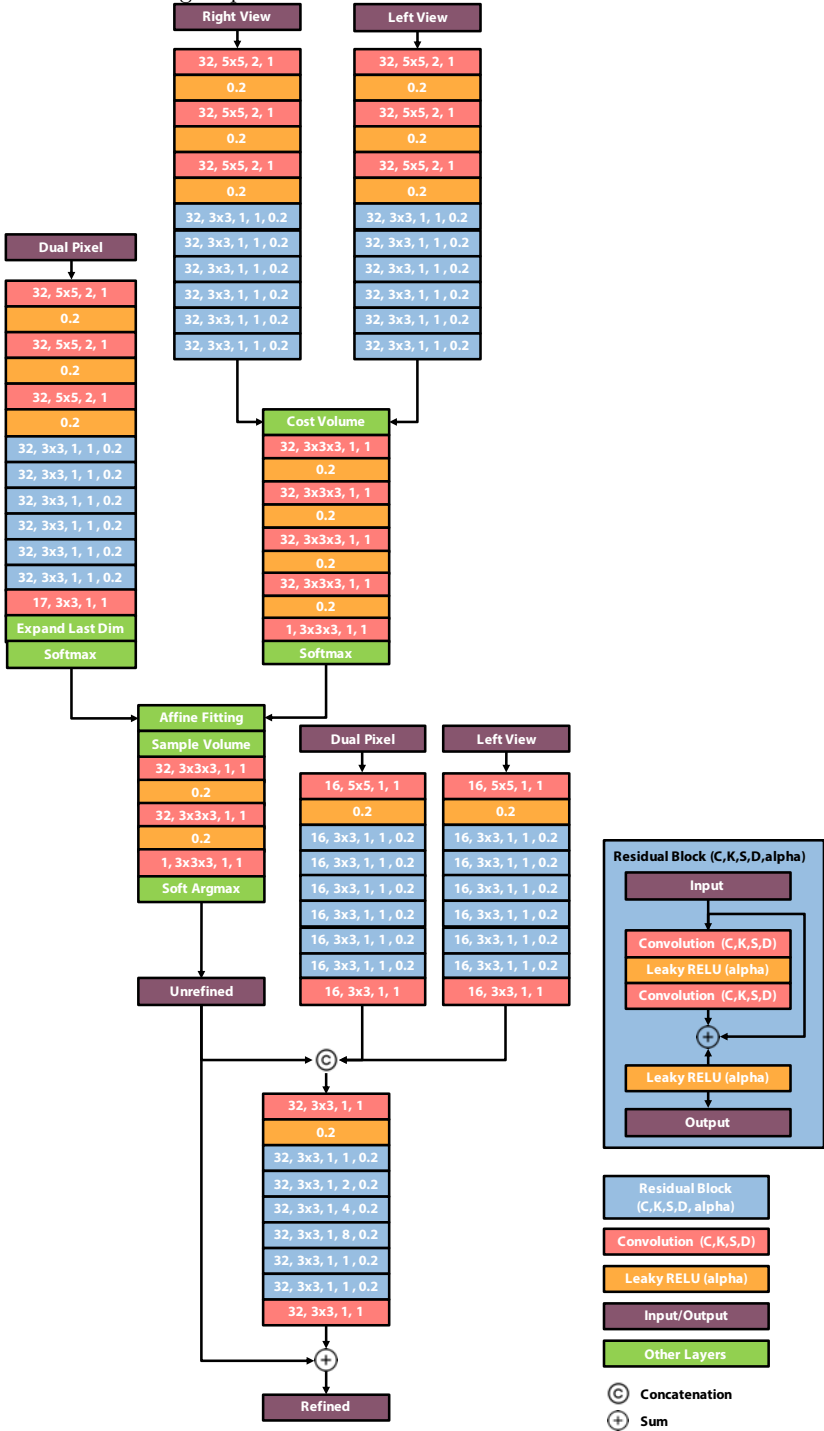 Right View
32, 5x5, 2, 1
0.2
32, 5x5, 2, 1
0.2
32, 5x5, 2, 1
0.2
32, 3x3, 1, 1, 0.2
32, 3x3, 1, 1, 0.2
32, 3x3, 1, 1, 0.2
32, 3x3, 1, 1, 0.2
32, 3x3, 1, 1, 0.2
32, 3x3, 1, 1, 0.2
Left View
32, 5x5, 2, 1
0.2
32, 5x5, 2, 1
0.2
32, 5x5, 2, 1
0.2
32, 3x3, 1, 1, 0.2
32, 3x3, 1, 1, 0.2
32, 3x3, 1, 1, 0.2
32, 3x3, 1, 1, 0.2
32, 3x3, 1, 1, 0.2
32, 3x3, 1, 1, 0.2
Dual Pixel
32, 5x5, 2, 1
0.2
32, 5x5, 2, 1
0.2
32, 5x5, 2, 1
0.2
32, 3x3, 1, 1, 0.2
32, 3x3, 1, 1, 0.2
32, 3x3, 1, 1, 0.2
32, 3x3, 1, 1, 0.2
32, 3x3, 1, 1, 0.2
32, 3x3, 1, 1, 0.2
17, 3x3, 1, 1
Expand Last Dim
Softmax
Cost Volume
32, 3x3x3, 1, 1
0.2
32, 3x3x3, 1, 1
0.2
32, 3x3x3, 1, 1
0.2
32, 3x3x3, 1, 1
0.2
1, 3x3x3, 1, 1
Softmax
Affine Fitting
Sample Volume
32, 3x3x3, 1, 1
0.2
32, 3x3x3, 1, 1
0.2
1, 3x3x3, 1, 1
Soft Argmax
Unrefined
Dual Pixel
16, 5x5, 1, 1
0.2
16, 3x3, 1, 1, 0.2
16, 3x3, 1, 1, 0.2
16, 3x3, 1, 1, 0.2
16, 3x3, 1, 1, 0.2
16, 3x3, 1, 1, 0.2
16, 3x3, 1, 1, 0.2
16, 3x3, 1, 1
Left View
16, 5x5, 1, 1
0.2
16, 3x3, 1, 1, 0.2
16, 3x3, 1, 1, 0.2
16, 3x3, 1, 1, 0.2
16, 3x3, 1, 1, 0.2
16, 3x3, 1, 1, 0.2
16, 3x3, 1, 1, 0.2
16, 3x3, 1, 1
C
32, 3x3, 1, 1
0.2
32, 3x3, 1, 1, 0.2
32, 3x3, 1, 2, 0.2
32, 3x3, 1, 4, 0.2
32, 3x3, 1, 8, 0.2
32, 3x3, 1, 1, 0.2
32, 3x3, 1, 1, 0.2
32, 3x3, 1, 1
+
Refined
Residual Block (C,K,S,D,alpha)
Input
Convolution (C,K,S,D)
Leaky RELU (alpha)
Convolution (C,K,S,D)
+
Leaky RELU (alpha)
Output
Residual Block
(C,K,S,D, alpha)
Convolution (C,K,S,D)
Leaky RELU (alpha)
Input/Output
Other Layers
C Concatenation
+ Sum